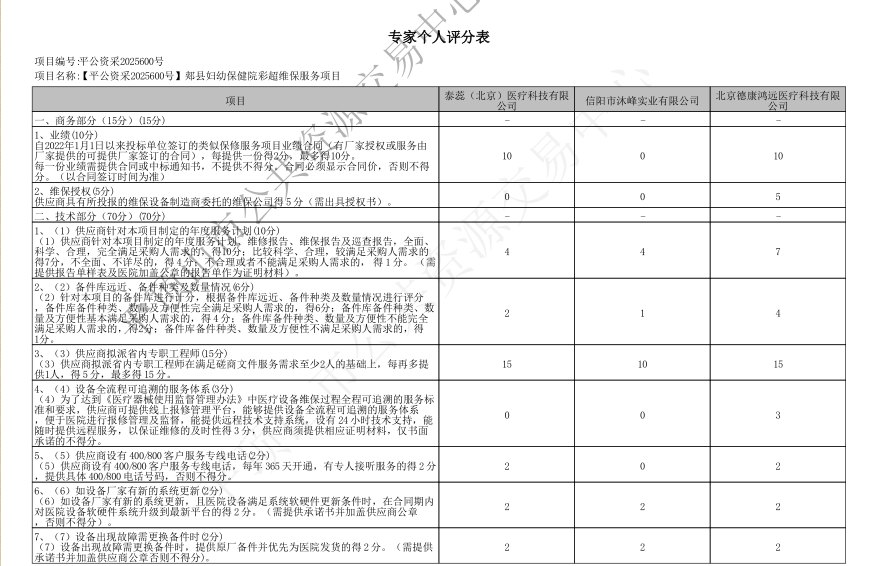 专家个人评分表
项目编号:平公资采2025600号
项目名称:【平公资采2025600号】郏县妇幼保健院彩超维保服务项目
项目
泰蕊（北京）医疗科技有限
公司
信阳市沐峰实业有限公司
北京德康鸿远医疗科技有限
公司
一、商务部分（15分）(15分)
–
–
–
1、业绩(10分)
自2022年1月1日以来投标单位签订的类似保修服务项目业绩合同（有厂家授权或服务由
厂家提供的可提供厂家签订的合同），每提供一份得2分，最多得10分。
每一份业绩需提供合同或中标通知书，不提供不得分。合同必须显示合同价，否则不得
分。（以合同签订时间为准）
10
0
10
2、维保授权(5分)
供应商具有所投报的维保设备制造商委托的维保公司得 5 分（需出具授权书）。
0
0
5
二、技术部分（70分）(70分)
–
–
–
1、（1）供应商针对本项目制定的年度服务计划(10分)
（1）供应商针对本项目制定的年度服务计划，维修报告、维保报告及巡查报告，全面、
科学、合理，完全满足采购人需求的，得10分；比较科学、合理，较满足采购人需求的
得7分，不全面、不详尽的，得 4分，不合理或者不能满足采购人需求的， 得 1 分。（需
提供报告单样表及医院加盖公章的报告单作为证明材料）。
4
4
7
2、（2）备件库远近、备件种类及数量情况(6分)
（2）针对本项目的备件库进行评分，根据备件库远近、备件种类及数量情况进行评分
，备件库备件种类、数量及方便性完全满足采购人需求的，得6分；备件库备件种类、数
量及方便性基本满足采购人需求的，得 4 分；备件库备件种类、数量及方便性不能完全
满足采购人需求的，得2分；备件库备件种类、数量及方便性不满足采购人需求的，得
1分。
2
1
4
3、（3）供应商拟派省内专职工程师(15分)
（3）供应商拟派省内专职工程师在满足磋商文件服务需求至少2人的基础上，每再多提
供1人，得 5 分，最多得 15 分。
15
10
15
4、（4）设备全流程可追溯的服务体系(3分)
（4）为了达到《医疗器械使用监督管理办法》中医疗设备维保过程全程可追溯的服务标
准和要求，供应商可提供线上报修管理平台，能够提供设备全流程可追溯的服务体系
，便于医院进行报修管理及监督，能提供远程技术支持系统，设有 24 小时技术支持，能
随时提供远程服务，以保证维修的及时性得 3 分，供应商须提供相应证明材料，仅书面
承诺的不得分。
0
0
3
5、（5）供应商设有 400/800 客户服务专线电话(2分)
（5）供应商设有 400/800 客户服务专线电话，每年 365 天开通，有专人接听服务的得 2 分
，提供具体 400/800 电话号码，否则不得分。
2
0
2
6、（6）如设备厂家有新的系统更新(2分)
（6）如设备厂家有新的系统更新，且医院设备满足系统软硬件更新条件时，在合同期内
对医院设备软硬件系统升级到最新平台的得 2 分。（需提供承诺书并加盖供应商公章
，否则不得分）。
2
2
2
7、（7）设备出现故障需更换备件时(2分)
（7）设备出现故障需更换备件时，提供原厂备件并优先为医院发货的得 2 分。（需提供
承诺书并加盖供应商公章否则不得分）。
2
2
2